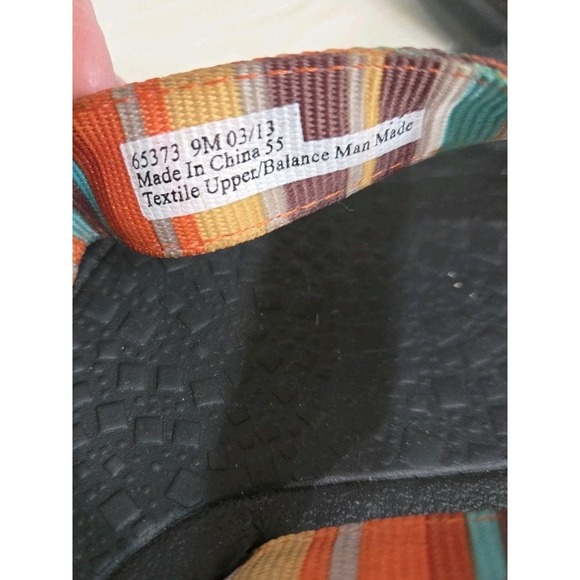 65373 9M 03/13
Made In China 55
Textile Upper/Balance Man Made